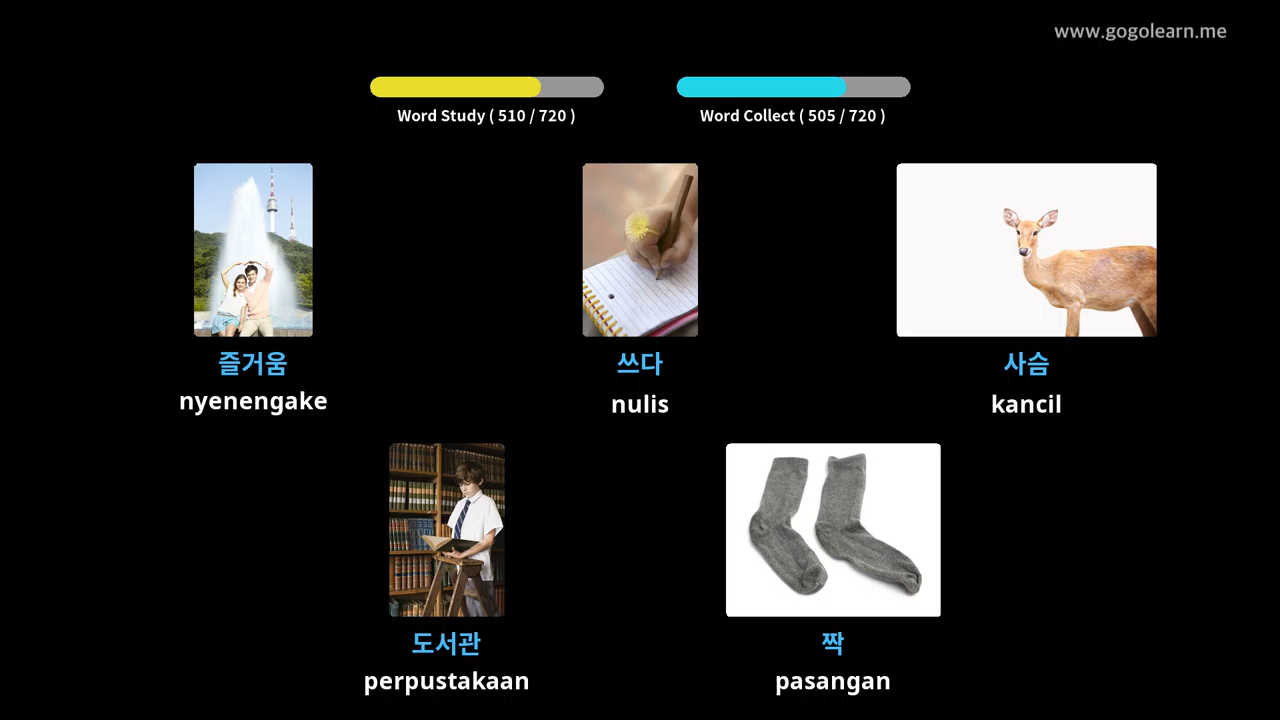 www.gogolearn.me
Word Study ( 510 / 720 )
Word Collect ( 505 / 720 )
즐거움
쓰다
사슴
nyenengake
nulis
kancil
도서관
짝
perpustakaan
pasangan